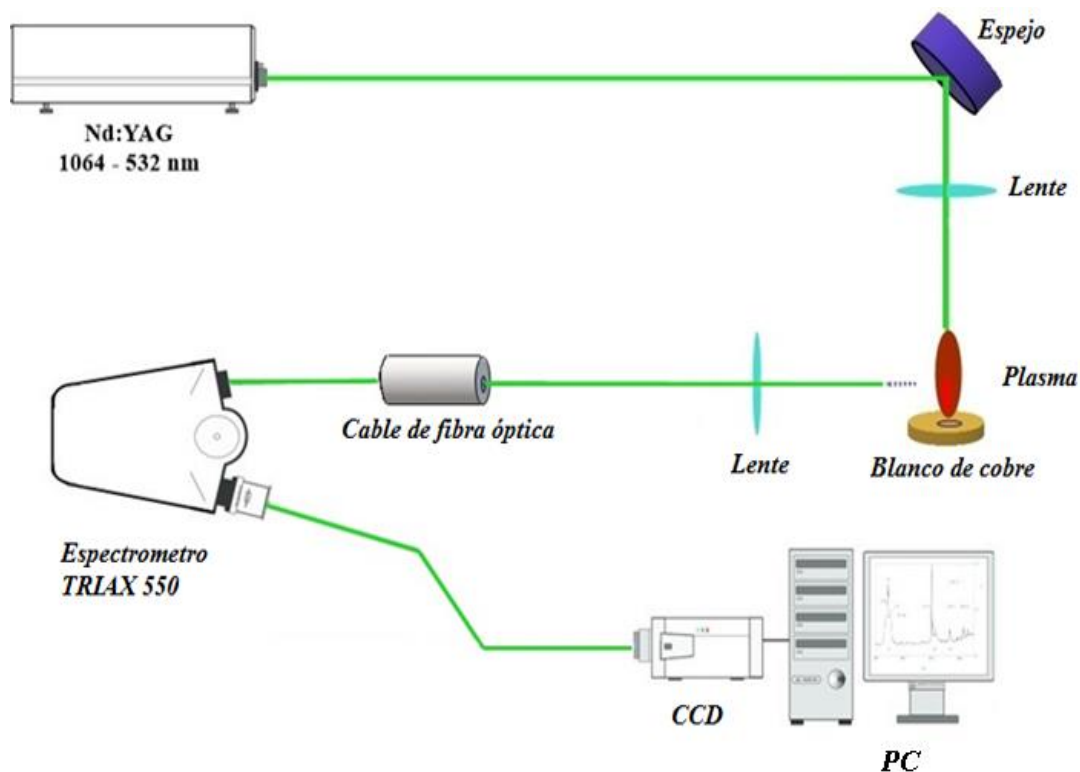 Espejo
Nd:YAG
1064 - 532 nm
Lente
Plasma
Cable de fibra óptica
Lente
Blanco de cobre
Espectrometro
TRIAX 550
CCD
PC